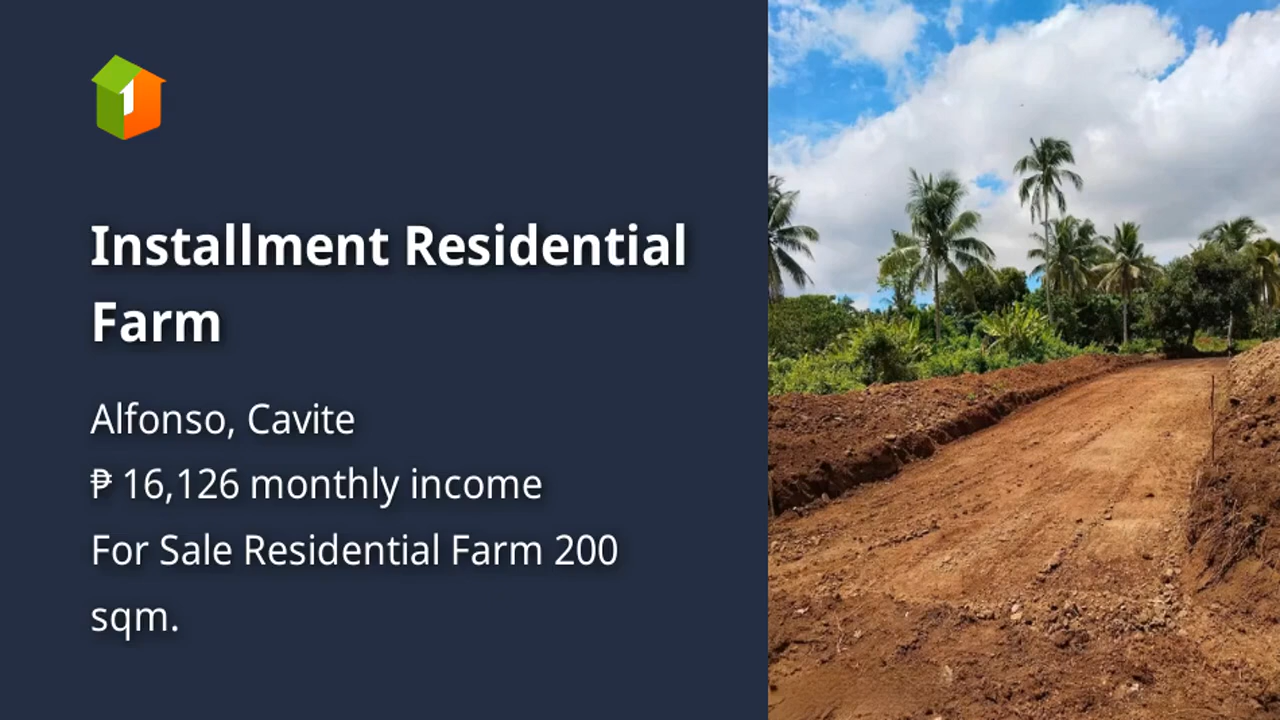 Installment Residential
Farm
Alfonso, Cavite
₱ 16,126 monthly income
For Sale Residential Farm 200
sqm.